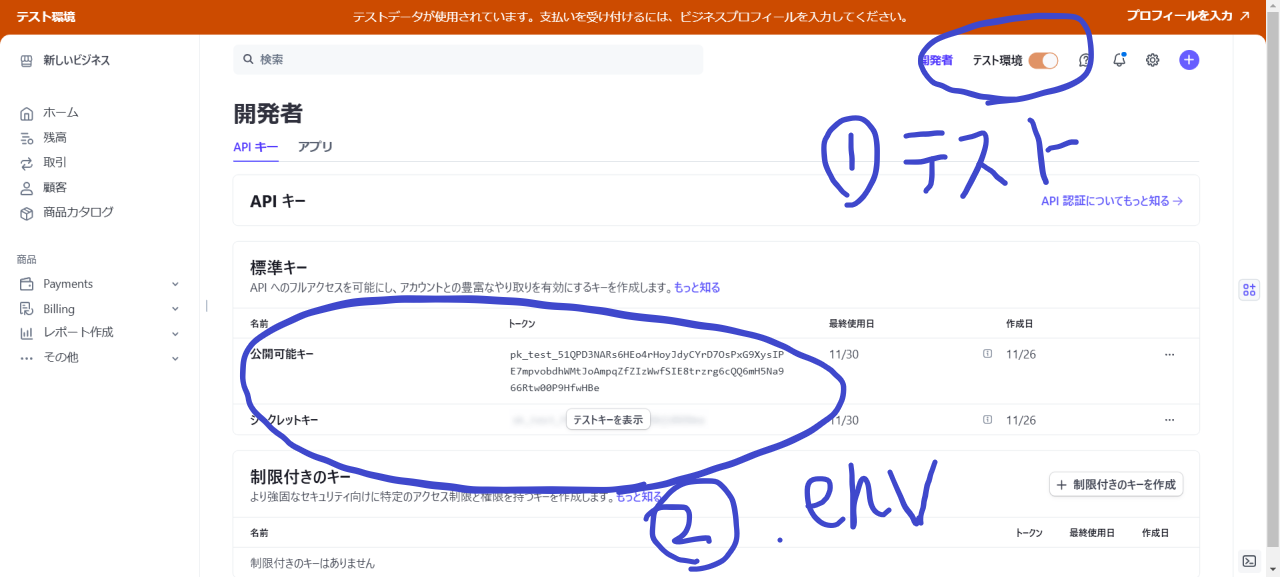 テスト環境
テストデータが使用されています。支払いを受け付けるには、ビジネスプロフィールを入力してください。
プロフィールを入力
新しいビジネス
検索
開発者
テスト環境
ホーム
残高
取引
顧客
商品カタログ
商品
Payments
Billing
レポート作成
その他
開発者
API キー
アプリ
① テスト
API キー
API 認証についてもっと知る
標準キー
API へのフルアクセスを可能にし、アカウントとの豊富なやり取りを有効にするキーを作成します。もっと知る
名前 トークン 最終使用日 作成日
公開可能キー
pk_test_51QPD3NARs6HEo4rHoyJdyCYrD7OsPxG9XysIP
E7mpvobdhWMtJoAmpqZfZIzWwfSIE8trzrg6cQQ6mH5Na9
66Rtw00P9HfwHBe
11/30 11/26
シークレットキー テストキーを表示 11/30 11/26
制限付きのキー
より強固なセキュリティ向けに特定のアクセス制限と権限を持つキーを作成します。もっと知る
制限付きのキーを作成
② .env
名前 トークン 最終使用日 作成日
制限付きのキーはありません